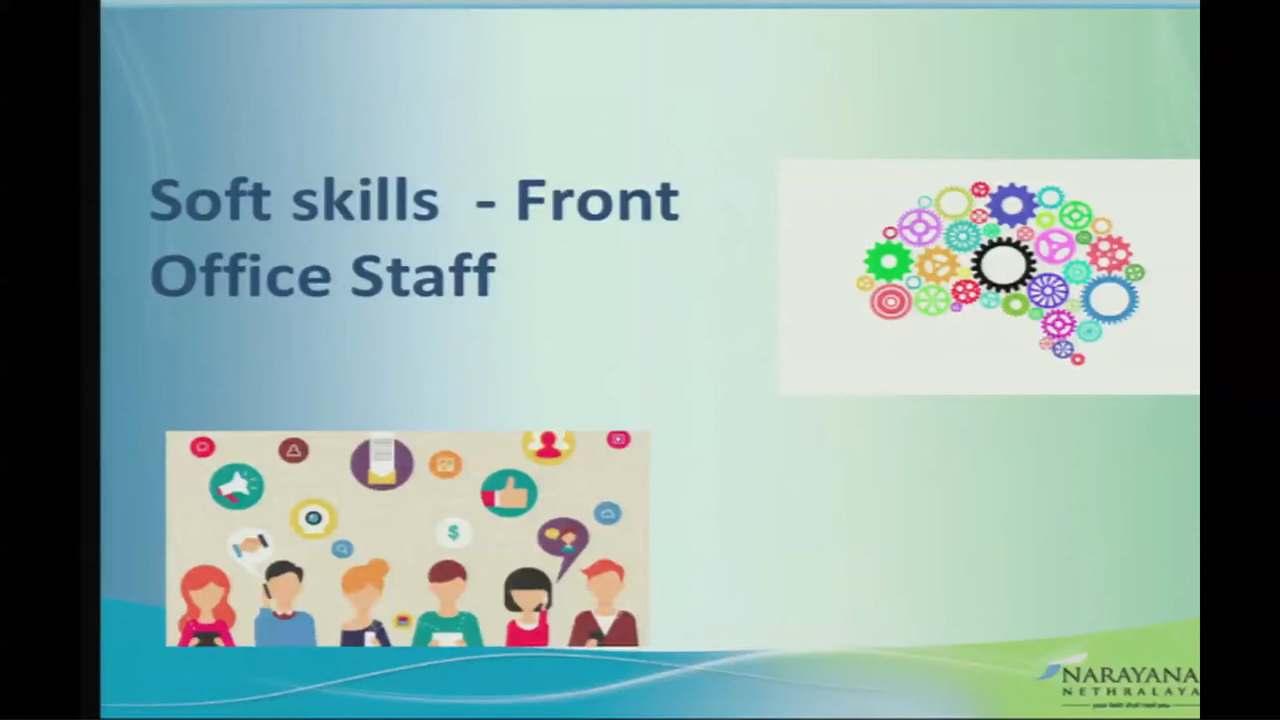 Soft skills - Front
Office Staff
$
NARAYANA
NETHRALAYA